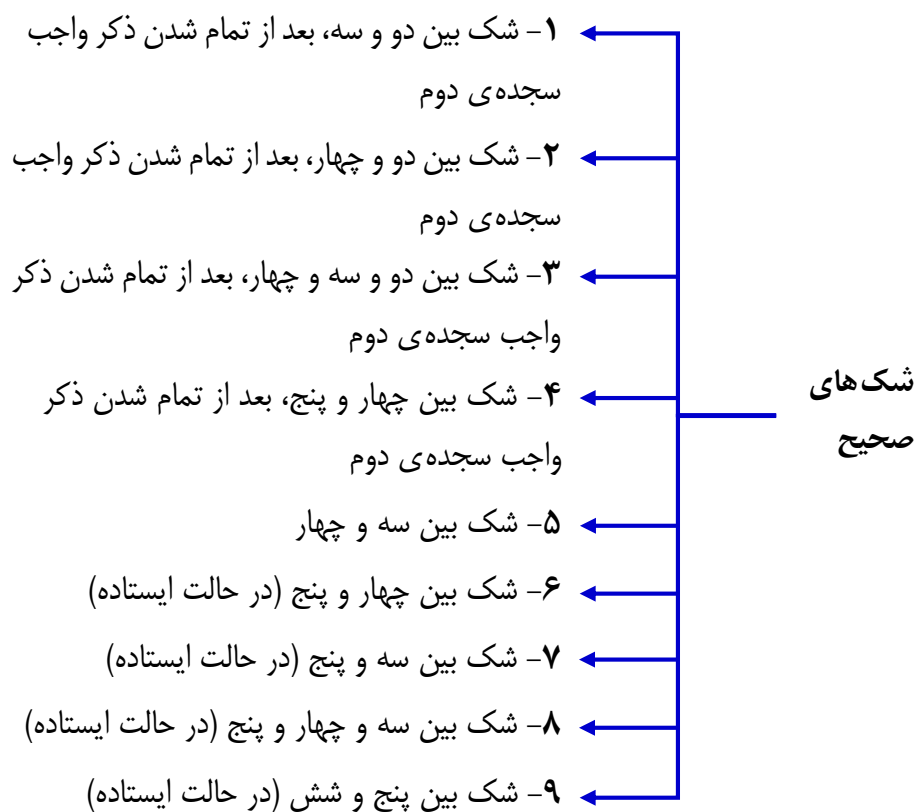 شک‌های
صحیح
۱- شک بین دو و سه، بعد از تمام شدن ذکر واجب
سجده‌ی دوم
۲- شک بین دو و چهار، بعد از تمام شدن ذکر واجب
سجده‌ی دوم
۳- شک بین دو و سه و چهار، بعد از تمام شدن ذکر
واجب سجده‌ی دوم
۴- شک بین چهار و پنج، بعد از تمام شدن ذکر
واجب سجده‌ی دوم
۵- شک بین سه و چهار
۶- شک بین چهار و پنج (در حالت ایستاده)
۷- شک بین سه و پنج (در حالت ایستاده)
۸- شک بین سه و چهار و پنج (در حالت ایستاده)
۹- شک بین پنج و شش (در حالت ایستاده)